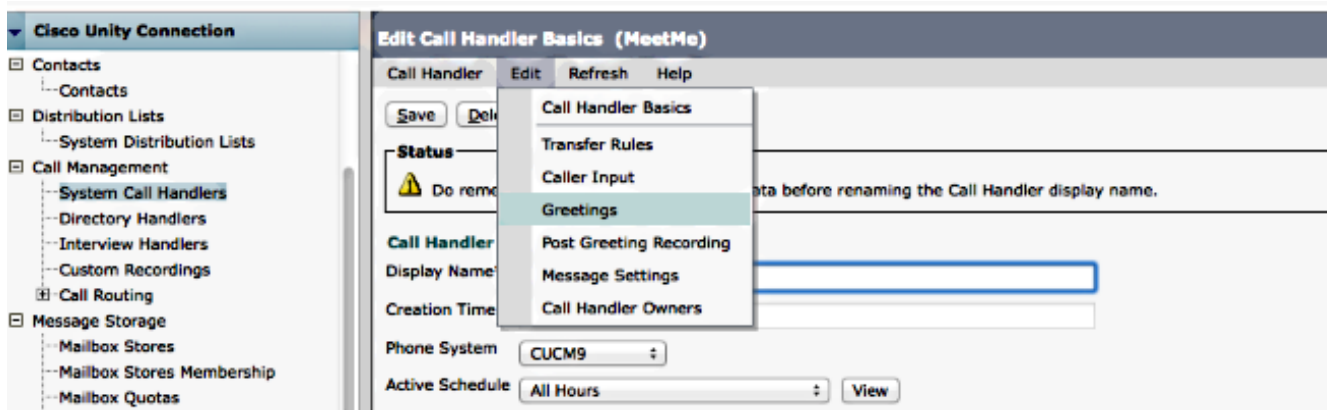 Cisco Unity Connection
Contacts
Contacts
Distribution Lists
System Distribution Lists
Call Management
System Call Handlers
Directory Handlers
Interview Handlers
Custom Recordings
Call Routing
Message Storage
Mailbox Stores
Mailbox Stores Membership
Mailbox Quotas
Edit Call Handler Basics (MeetMe)
Call Handler Edit Refresh Help
Save
Call Handler Basics
Transfer Rules
Caller Input
Greetings
Post Greeting Recording
Message Settings
Call Handler Owners
Status
Do before renaming the Call Handler display name.
Call Handler
Display Name
Creation Time
Phone System CUCM9
Active Schedule All Hours View